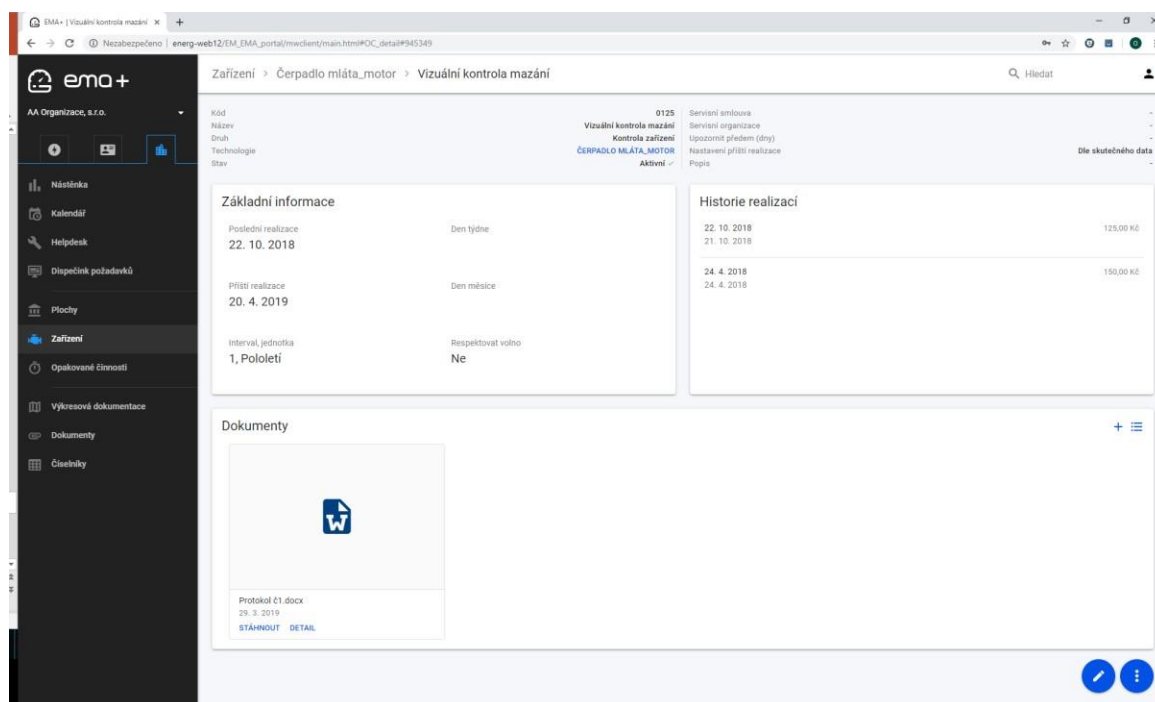 EMA+ | Vizuální kontrola mazání
Nezabezpečeno | energ-web12/EM_EMA_portal/mwclient/main.html#OC_detail#945349
ema+
AA Organizace, s.r.o.
Nástěnka
Kalendář
Helpdesk
Dispečink požadavků
Plochy
Zařízení
Opakované činnosti
Výkresová dokumentace
Dokumenty
Číselníky
Zařízení > Čerpadlo mláta_motor > Vizuální kontrola mazání
Hledat
Kód 0125
Název Vizuální kontrola mazání
Druh Kontrola zařízení
Technologie ČERPADLO MLÁTA_MOTOR
Stav Aktivní
Servisní smlouva -
Servisní organizace -
Upozornit předem (dny) -
Nastavení příští realizace Dle skutečného data
Popis -
Základní informace
Poslední realizace Den týdne
22. 10. 2018
Příští realizace Den měsíce
20. 4. 2019
Interval, jednotka Respektovat volno
1, Pololetí Ne
Historie realizací
22. 10. 2018 125,00 Kč
21. 10. 2018
24. 4. 2018 150,00 Kč
24. 4. 2018
Dokumenty
W
Protokol č1.docx
29. 3. 2019
STÁHNOUT DETAIL